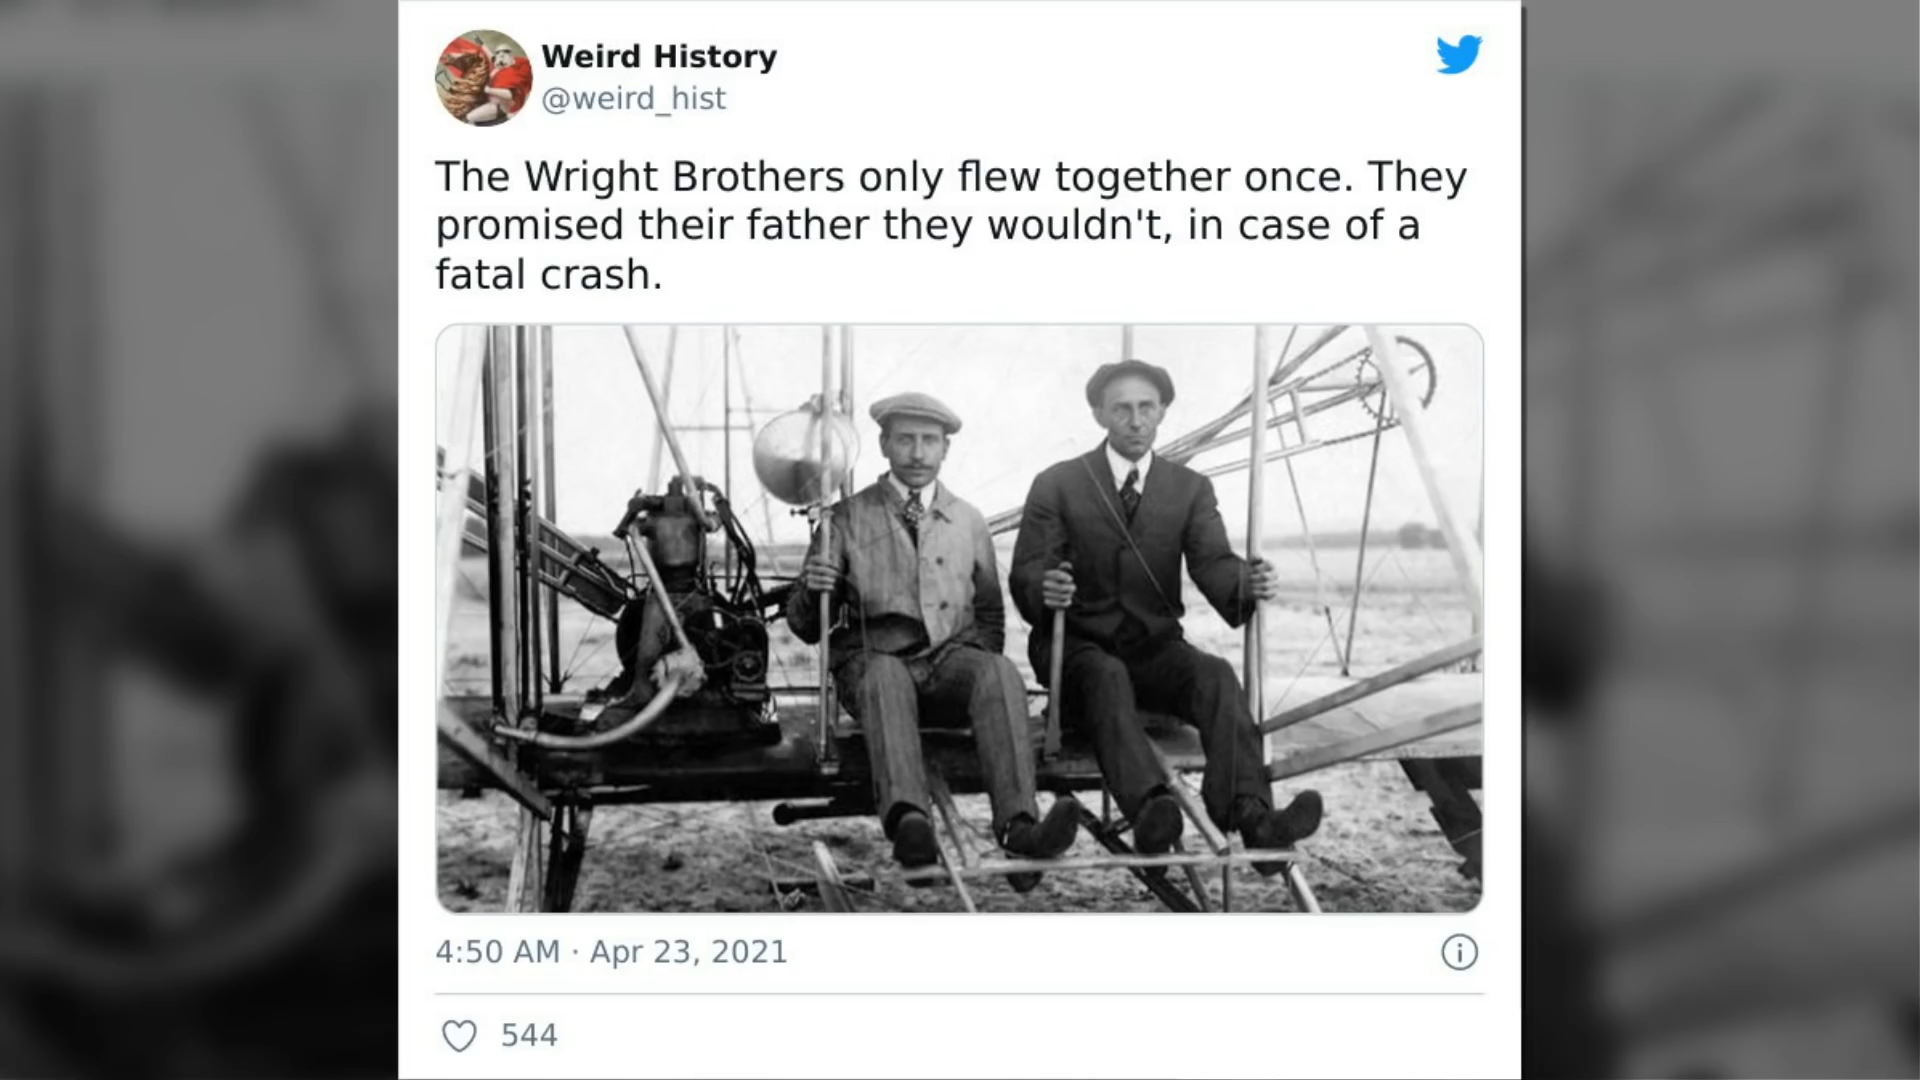 Weird History
@weird_hist
The Wright Brothers only flew together once. They
promised their father they wouldn't, in case of a
fatal crash.
4:50 AM · Apr 23, 2021
544